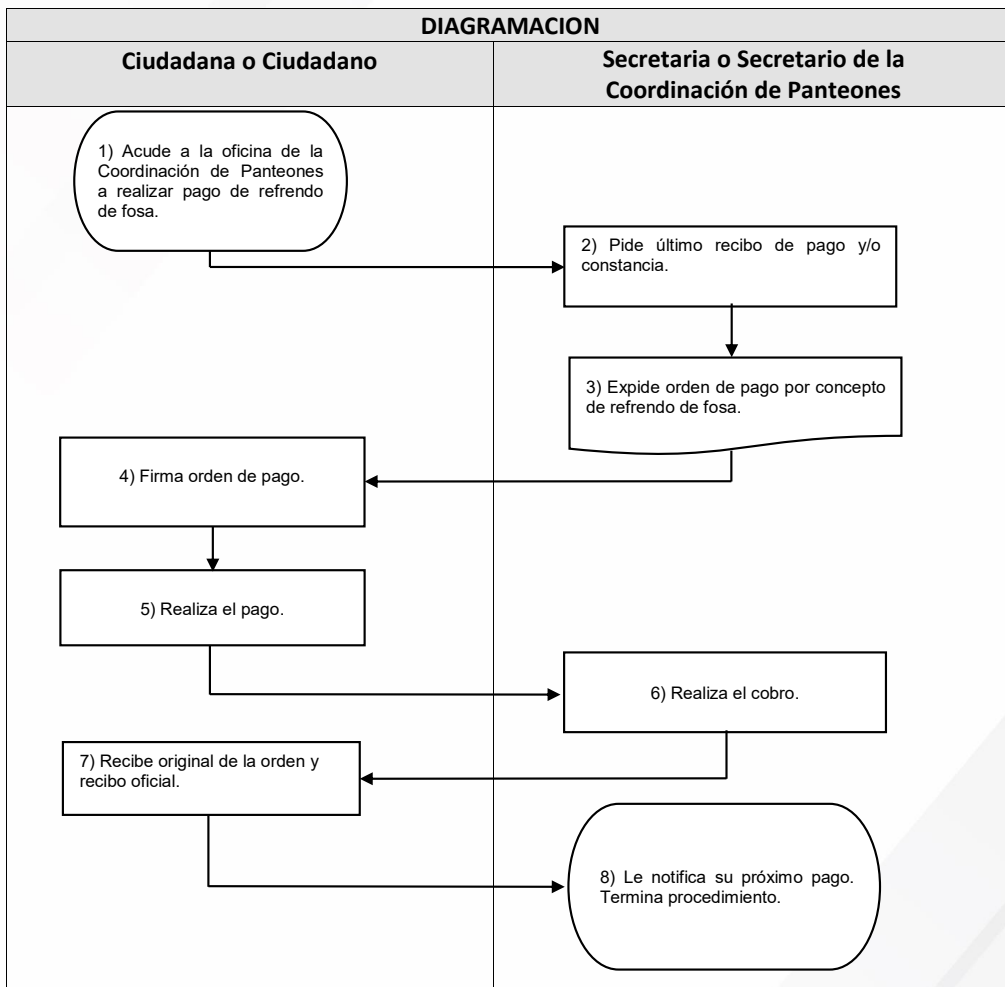 DIAGRAMACION
Ciudadana o Ciudadano
Secretaria o Secretario de la
Coordinación de Panteones
1) Acude a la oficina de la
Coordinación de Panteones
a realizar pago de refrendo
de fosa.
2) Pide último recibo de pago y/o
constancia.
3) Expide orden de pago por concepto
de refrendo de fosa.
4) Firma orden de pago.
5) Realiza el pago.
6) Realiza el cobro.
7) Recibe original de la orden y
recibo oficial.
8) Le notifica su próximo pago.
Termina procedimiento.